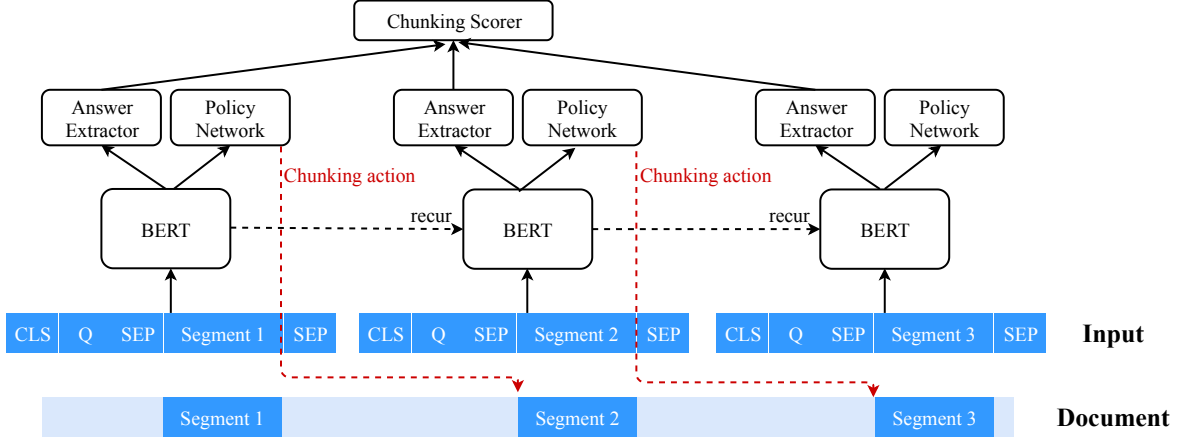 Chunking Scorer
Answer
Extractor
Policy
Network
Answer
Extractor
Policy
Network
Answer
Extractor
Policy
Network
Chunking action
Chunking action
BERT
recur
BERT
recur
BERT
CLS Q SEP Segment 1 SEP
CLS Q SEP Segment 2 SEP
CLS Q SEP Segment 3 SEP
Input
Segment 1
Segment 2
Segment 3
Document